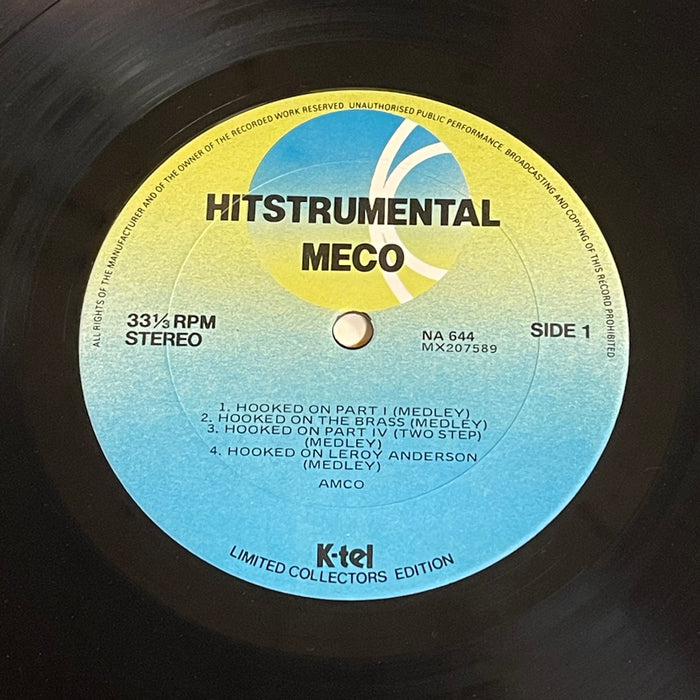 ALL RIGHTS OF THE MANUFACTURER AND OF THE OWNER OF THE RECORDED WORK RESERVED. UNAUTHORISED PUBLIC PERFORMANCE. BROADCASTING AND COPYING OF THIS RECORD PROHIBITED
HITSTRUMENTAL
MECO
33⅓ RPM
STEREO
NA 644
MX207589
SIDE 1
1. HOOKED ON PART I (MEDLEY)
2. HOOKED ON THE BRASS (MEDLEY)
3. HOOKED ON PART IV (TWO STEP)
(MEDLEY)
4. HOOKED ON LEROY ANDERSON
(MEDLEY)
AMCO
K-tel
LIMITED COLLECTORS EDITION